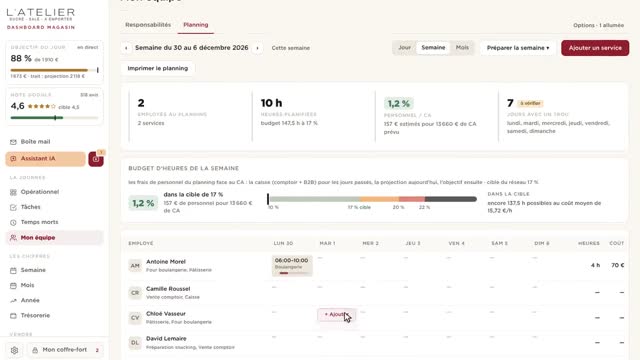 L'ATELIER
SUCRÉ · SALÉ · À EMPORTER
DASHBOARD MAGASIN
OBJECTIF DU JOUR en direct
88 % de 1 910 €
1 673 € · trait : projection 2 119 €
NOTE GOOGLE 318 avis
4,6 ★★★★☆ cible 4,5
Boîte mail
Assistant IA
LA JOURNÉE
Opérationnel
Tâches
Temps morts
Mon équipe
LES CHIFFRES
Semaine
Mois
Année
Trésorerie
VENDRE
Mon coffre-fort 2
Responsabilités Planning Options · 1 allumée
‹ Semaine du 30 au 6 décembre 2026 › Cette semaine
Jour Semaine Mois Préparer la semaine ▾ Ajouter un service
Imprimer le planning
2
EMPLOYÉS AU PLANNING
2 services
10 h
HEURES PLANIFIÉES
budget 147,5 h à 17 %
1,2 %
PERSONNEL / CA
157 € estimés pour 13 660 € de CA
prévu
7 à vérifier
JOURS AVEC UN TROU
lundi, mardi, mercredi, jeudi, vendredi,
samedi, dimanche
BUDGET D'HEURES DE LA SEMAINE
les frais de personnel du planning face au CA : la caisse (comptoir + B2B) pour les jours passés, la projection aujourd'hui, l'objectif ensuite · cible du réseau 17 %
1,2 %
dans la cible de 17 %
157 € de personnel pour 13 660 €
de CA
10 % 17 % cible 20 % 22 %
DANS LA CIBLE
encore 137,5 h possibles au coût moyen de
15,72 €/h
EMPLOYÉ LUN 30 MAR 1 MER 2 JEU 3 VEN 4 SAM 5 DIM 6 HEURES COÛT
AM Antoine Morel
Four boulangerie, Pâtisserie
06:00–10:00
Boulangerie
— — — — — —
4 h 70 €
CR Camille Roussel
Vente comptoir, Caisse
— — — — — — —
— —
CV Chloé Vasseur
Pâtisserie, Four boulangerie
— + Ajouter — — — — —
— —
DL David Lemaire
Préparation snacking, Vente comptoir
— — — — — — —
— —